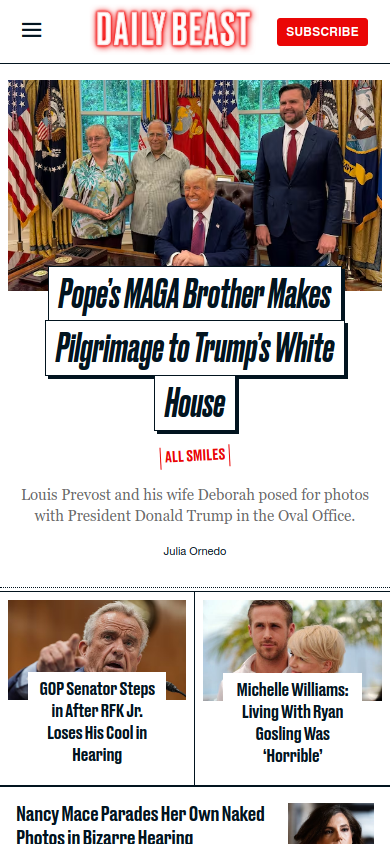 DAILY BEAST
SUBSCRIBE
Pope's MAGA Brother Makes
Pilgrimage to Trump's White
House
ALL SMILES
Louis Prevost and his wife Deborah posed for photos
with President Donald Trump in the Oval Office.
Julia Ornedo
GOP Senator Steps
in After RFK Jr.
Loses His Cool in
Hearing
Michelle Williams:
Living With Ryan
Gosling Was
‘Horrible’
Nancy Mace Parades Her Own Naked
Photos in Bizarre Hearing